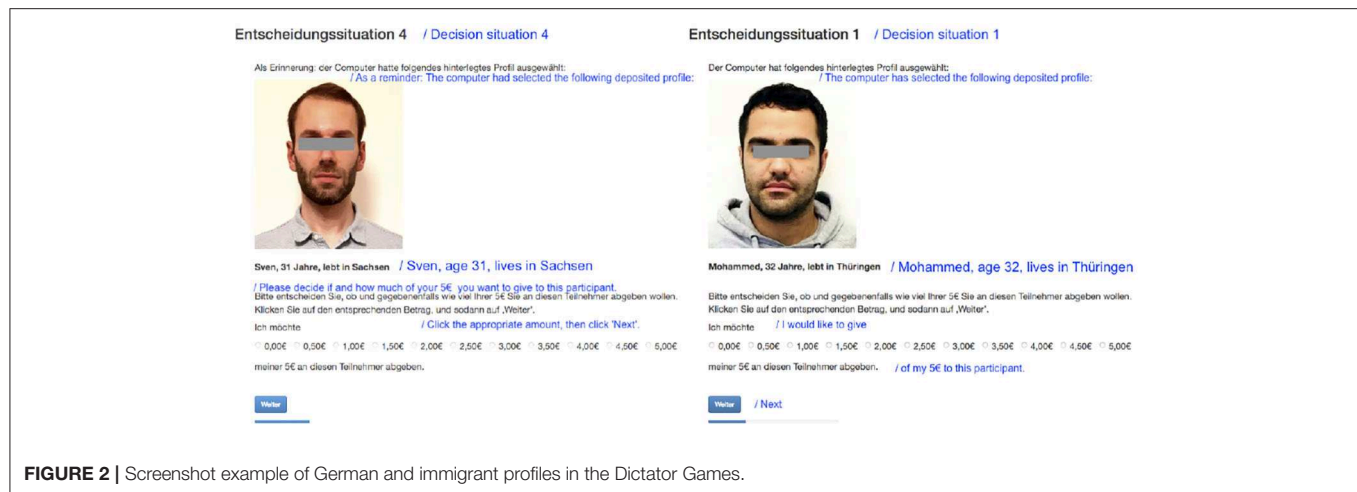 Entscheidungssituation 4 / Decision situation 4
Als Erinnerung: der Computer hatte folgendes hinterlegtes Profil ausgewählt:
/ As a reminder: The computer had selected the following deposited profile:
Sven, 31 Jahre, lebt in Sachsen / Sven, age 31, lives in Sachsen
/ Please decide if and how much of your 5€ you want to give to this participant.
Bitte entscheiden Sie, ob und gegebenenfalls wie viel Ihrer 5€ Sie an diesen Teilnehmer abgeben wollen.
Klicken Sie auf den entsprechenden Betrag, und sodann auf ‚Weiter'.
/ Click the appropriate amount, then click 'Next'.
Ich möchte
0,00€ 0,50€ 1,00€ 1,50€ 2,00€ 2,50€ 3,00€ 3,50€ 4,00€ 4,50€ 5,00€
meiner 5€ an diesen Teilnehmer abgeben.
Weiter
Entscheidungssituation 1 / Decision situation 1
Der Computer hat folgendes hinterlegtes Profil ausgewählt:
/ The computer has selected the following deposited profile:
Mohammed, 32 Jahre, lebt in Thüringen / Mohammed, age 32, lives in Thüringen
Bitte entscheiden Sie, ob und gegebenenfalls wie viel Ihrer 5€ Sie an diesen Teilnehmer abgeben wollen.
Klicken Sie auf den entsprechenden Betrag, und sodann auf ‚Weiter'.
Ich möchte / I would like to give
0,00€ 0,50€ 1,00€ 1,50€ 2,00€ 2,50€ 3,00€ 3,50€ 4,00€ 4,50€ 5,00€
meiner 5€ an diesen Teilnehmer abgeben. / of my 5€ to this participant.
Weiter / Next
FIGURE 2 | Screenshot example of German and immigrant profiles in the Dictator Games.